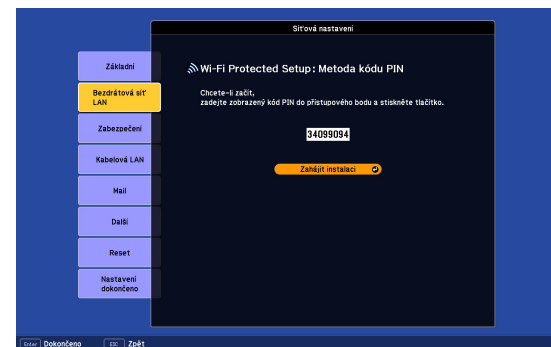 Síťová nastavení
Základní
Bezdrátová síť
LAN
Zabezpečení
Kabelová LAN
Mail
Další
Reset
Nastavení
dokončeno
Wi-Fi Protected Setup: Metoda kódu PIN
Chcete-li začít,
zadejte zobrazený kód PIN do přístupového bodu a stiskněte tlačítko.
34099094
Zahájit instalaci
Enter Dokončeno ESC Zpět